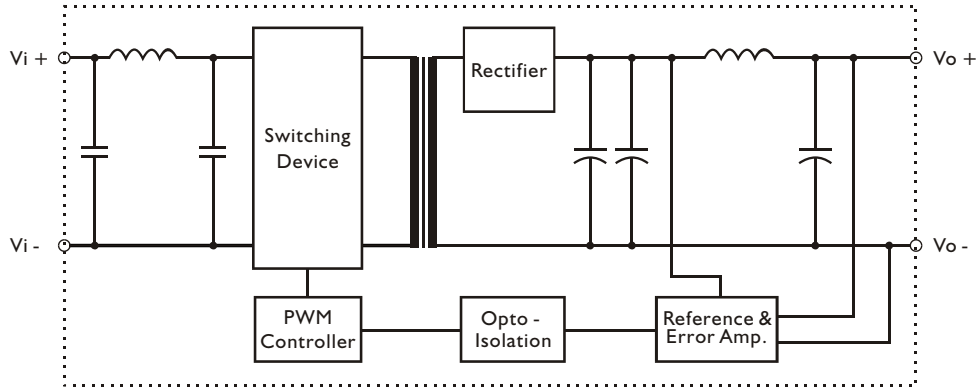 Vi +
Switching
Device
Rectifier
Vo +
Vi -
Vo -
PWM
Controller
Opto -
Isolation
Reference &
Error Amp.